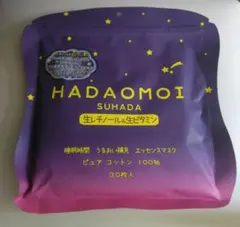 HADAOMOI
SUHADA
生レチノール&生ビタミン
睡眠時間 うるおい補充 エッセンスマスク
ピュア コットン 100%
30枚入